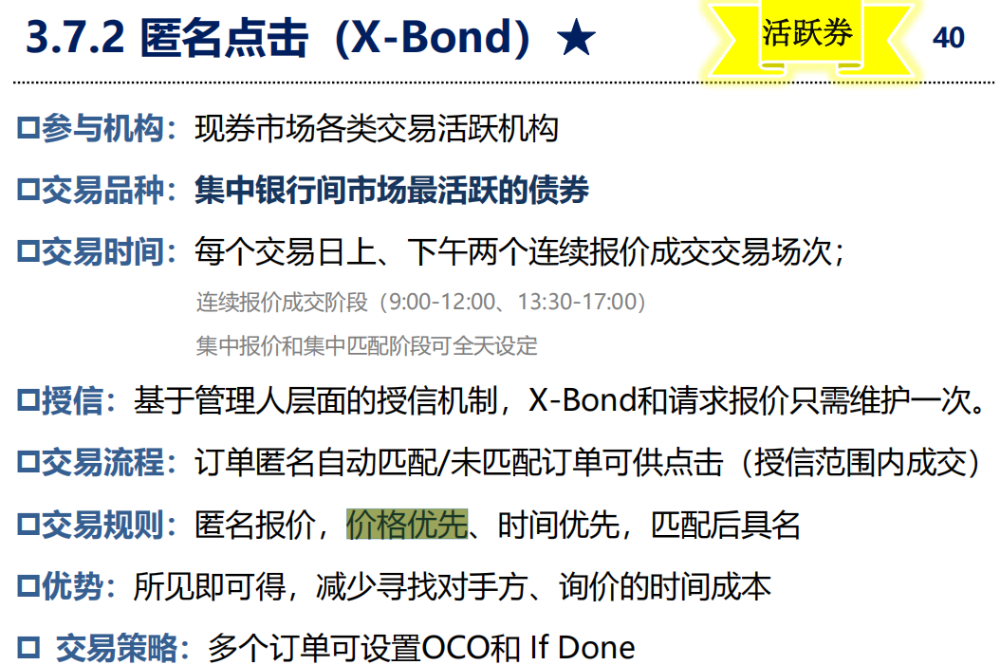 3.7.2 匿名点击（X-Bond）★
活跃券
40
参与机构：现券市场各类交易活跃机构
交易品种：集中银行间市场最活跃的债券
交易时间：每个交易日上、下午两个连续报价成交交易场次；
连续报价成交阶段（9:00-12:00、13:30-17:00）
集中报价和集中匹配阶段可全天设定
授信：基于管理人层面的授信机制，X-Bond和请求报价只需维护一次。
交易流程：订单匿名自动匹配/未匹配订单可供点击（授信范围内成交）
交易规则：匿名报价，价格优先、时间优先，匹配后具名
优势：所见即可得，减少寻找对手方、询价的时间成本
交易策略：多个订单可设置OCO和 If Done